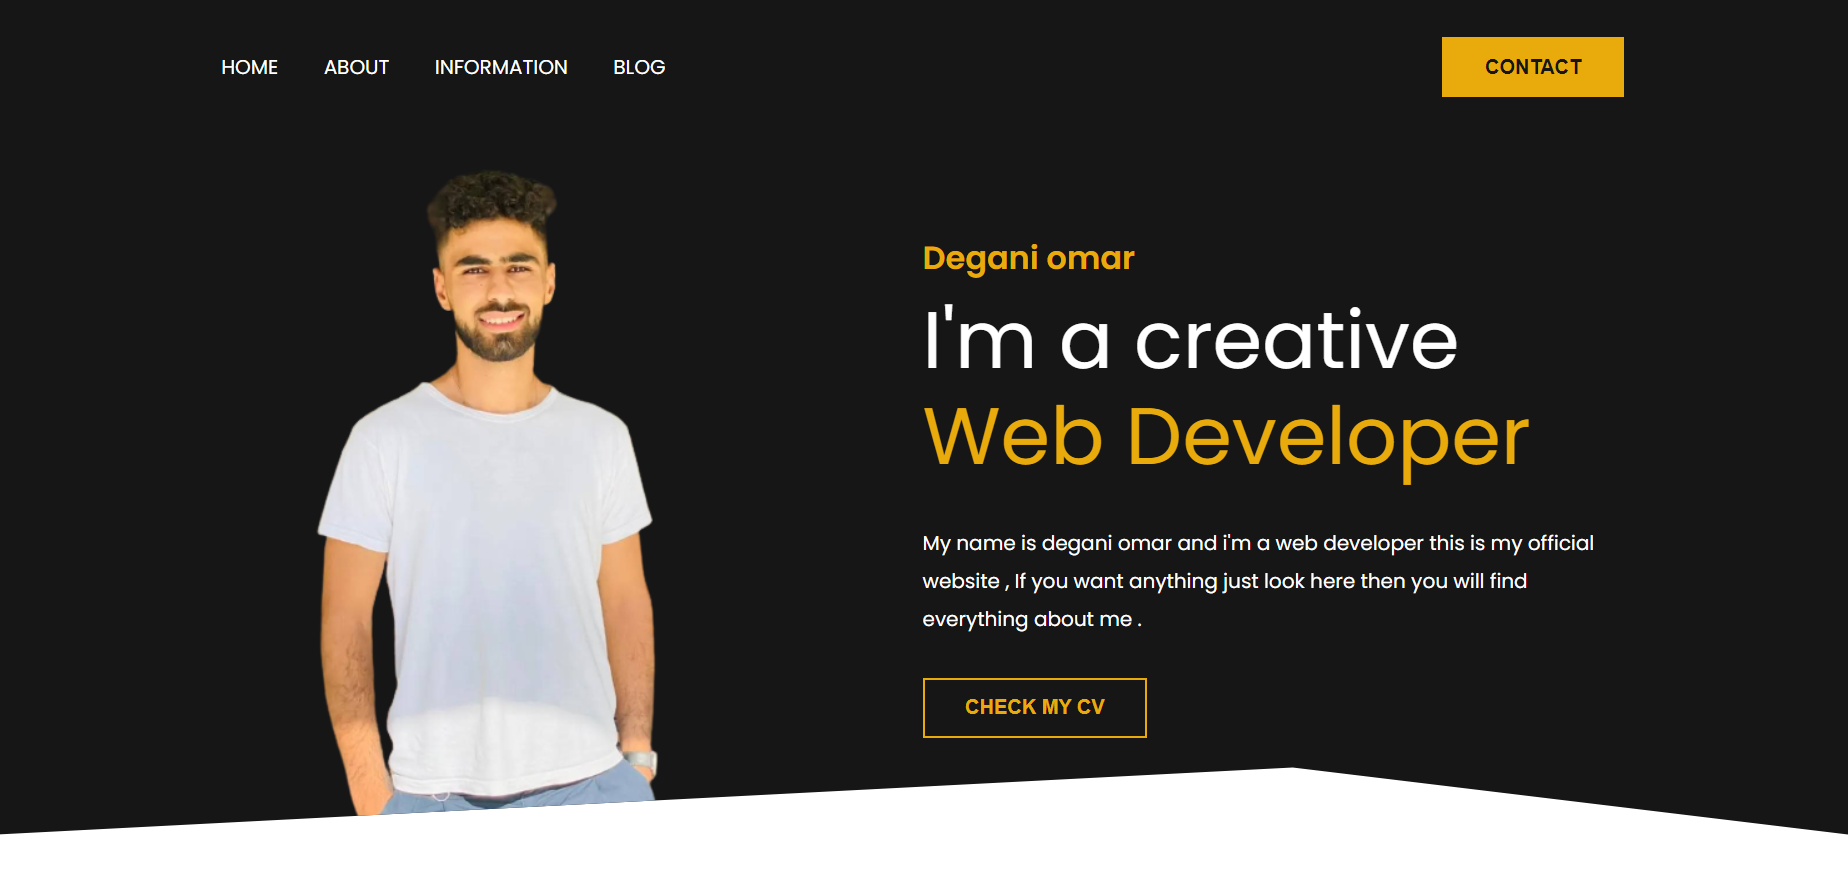 HOME ABOUT INFORMATION BLOG CONTACT
Degani omar
I'm a creative
Web Developer
My name is degani omar and i'm a web developer this is my official
website , If you want anything just look here then you will find
everything about me .
CHECK MY CV